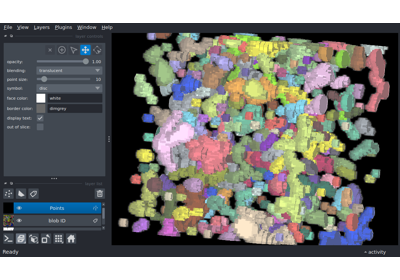 File View Layers Plugins Window Help
opacity: 1.00
blending: translucent
point size: 10
symbol: disc
face color: white
border color: dimgrey
display text:
out of slice:
Points
blob ID
Ready
activity